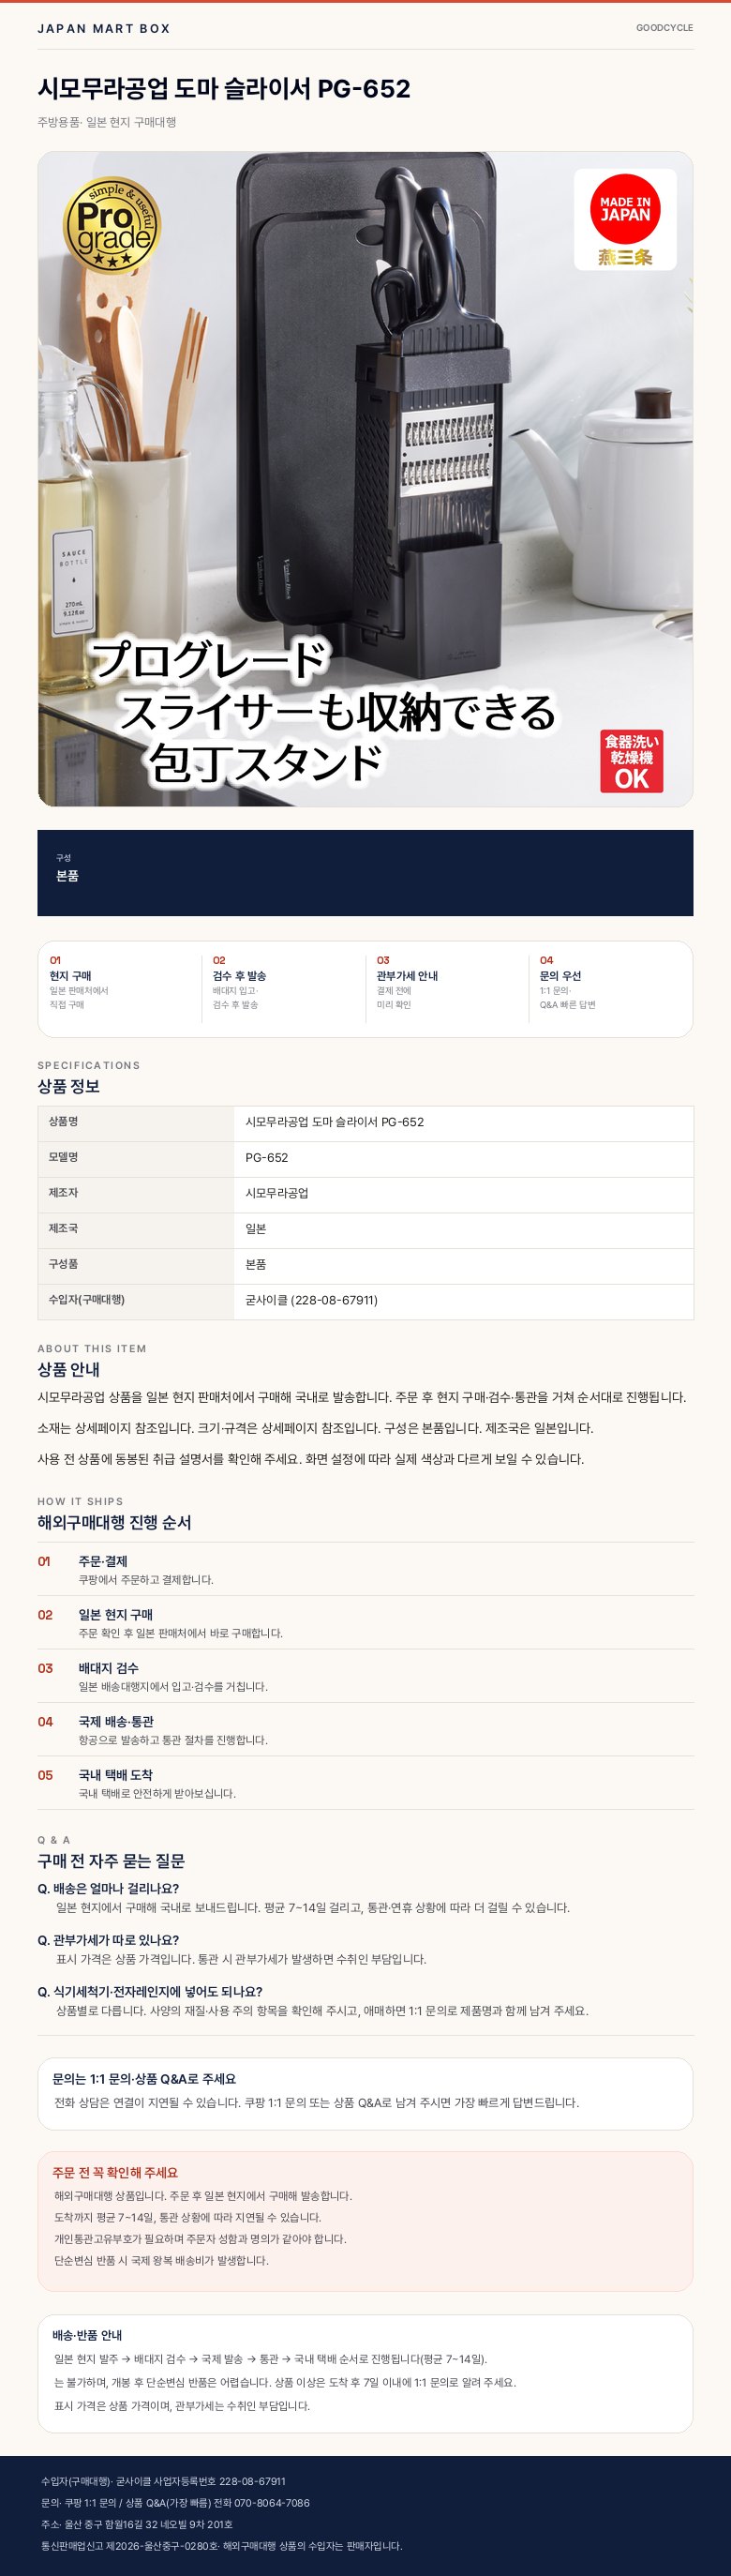 JAPAN MART BOX
GOODCYCLE
시모무라공업 도마 슬라이서 PG-652
주방용품· 일본 현지 구매대행
simple & useful
Pro
grade
MADE IN
JAPAN
燕三条
SAUCE
BOTTLE
270mL
9.12fl.oz
プログレード
スライサーも収納できる
包丁スタンド
食器洗い
乾燥機
OK
구성
본품
01
현지 구매
일본 판매처에서
직접 구매
02
검수 후 발송
배대지 입고·
검수 후 발송
03
관부가세 안내
결제 전에
미리 확인
04
문의 우선
1:1 문의·
Q&A 빠른 답변
SPECIFICATIONS
상품 정보
상품명 시모무라공업 도마 슬라이서 PG-652
모델명 PG-652
제조자 시모무라공업
제조국 일본
구성품 본품
수입자(구매대행) 굳사이클 (228-08-67911)
ABOUT THIS ITEM
상품 안내
시모무라공업 상품을 일본 현지 판매처에서 구매해 국내로 발송합니다. 주문 후 현지 구매·검수·통관을 거쳐 순서대로 진행됩니다.
소재는 상세페이지 참조입니다. 크기·규격은 상세페이지 참조입니다. 구성은 본품입니다. 제조국은 일본입니다.
사용 전 상품에 동봉된 취급 설명서를 확인해 주세요. 화면 설정에 따라 실제 색상과 다르게 보일 수 있습니다.
HOW IT SHIPS
해외구매대행 진행 순서
01 주문·결제
쿠팡에서 주문하고 결제합니다.
02 일본 현지 구매
주문 확인 후 일본 판매처에서 바로 구매합니다.
03 배대지 검수
일본 배송대행지에서 입고·검수를 거칩니다.
04 국제 배송·통관
항공으로 발송하고 통관 절차를 진행합니다.
05 국내 택배 도착
국내 택배로 안전하게 받아보십니다.
Q & A
구매 전 자주 묻는 질문
Q. 배송은 얼마나 걸리나요?
일본 현지에서 구매해 국내로 보내드립니다. 평균 7~14일 걸리고, 통관·연휴 상황에 따라 더 걸릴 수 있습니다.
Q. 관부가세가 따로 있나요?
표시 가격은 상품 가격입니다. 통관 시 관부가세가 발생하면 수취인 부담입니다.
Q. 식기세척기·전자레인지에 넣어도 되나요?
상품별로 다릅니다. 사양의 재질·사용 주의 항목을 확인해 주시고, 애매하면 1:1 문의로 제품명과 함께 남겨 주세요.
문의는 1:1 문의·상품 Q&A로 주세요
전화 상담은 연결이 지연될 수 있습니다. 쿠팡 1:1 문의 또는 상품 Q&A로 남겨 주시면 가장 빠르게 답변드립니다.
주문 전 꼭 확인해 주세요
해외구매대행 상품입니다. 주문 후 일본 현지에서 구매해 발송합니다.
도착까지 평균 7~14일, 통관 상황에 따라 지연될 수 있습니다.
개인통관고유부호가 필요하며 주문자 성함과 명의가 같아야 합니다.
단순변심 반품 시 국제 왕복 배송비가 발생합니다.
배송·반품 안내
일본 현지 발주 → 배대지 검수 → 국제 발송 → 통관 → 국내 택배 순서로 진행됩니다(평균 7~14일).
는 불가하며, 개봉 후 단순변심 반품은 어렵습니다. 상품 이상은 도착 후 7일 이내에 1:1 문의로 알려 주세요.
표시 가격은 상품 가격이며, 관부가세는 수취인 부담입니다.
수입자(구매대행)· 굳사이클 사업자등록번호 228-08-67911
문의· 쿠팡 1:1 문의 / 상품 Q&A(가장 빠름) 전화 070-8064-7086
주소· 울산 중구 함월16길 32 네오빌 9차 201호
통신판매업신고 제2026-울산중구-0280호· 해외구매대행 상품의 수입자는 판매자입니다.